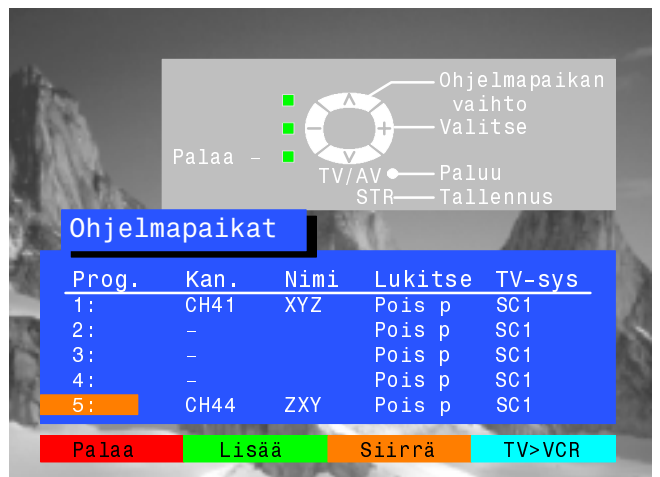 Ohjelmapaikan
vaihto
Valitse
Palaa –
TV/AV Paluu
STR Tallennus
Ohjelmapaikat
Prog. Kan. Nimi Lukitse TV–sys
1: CH41 XYZ Pois p SC1
2: – Pois p SC1
3: – Pois p SC1
4: – Pois p SC1
5: CH44 ZXY Pois p SC1
Palaa Lisää Siirrä TV>VCR